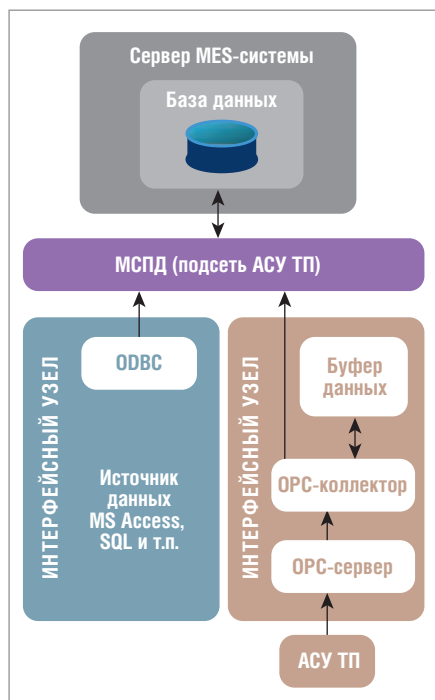 Сервер MES-системы
База данных
МСПД (подсеть АСУ ТП)
ИНТЕРФЕЙСНЫЙ УЗЕЛ
ODBC
Источник
данных
MS Access,
SQL и т.п.
ИНТЕРФЕЙСНЫЙ УЗЕЛ
Буфер
данных
OPC-коллектор
OPC-сервер
АСУ ТП